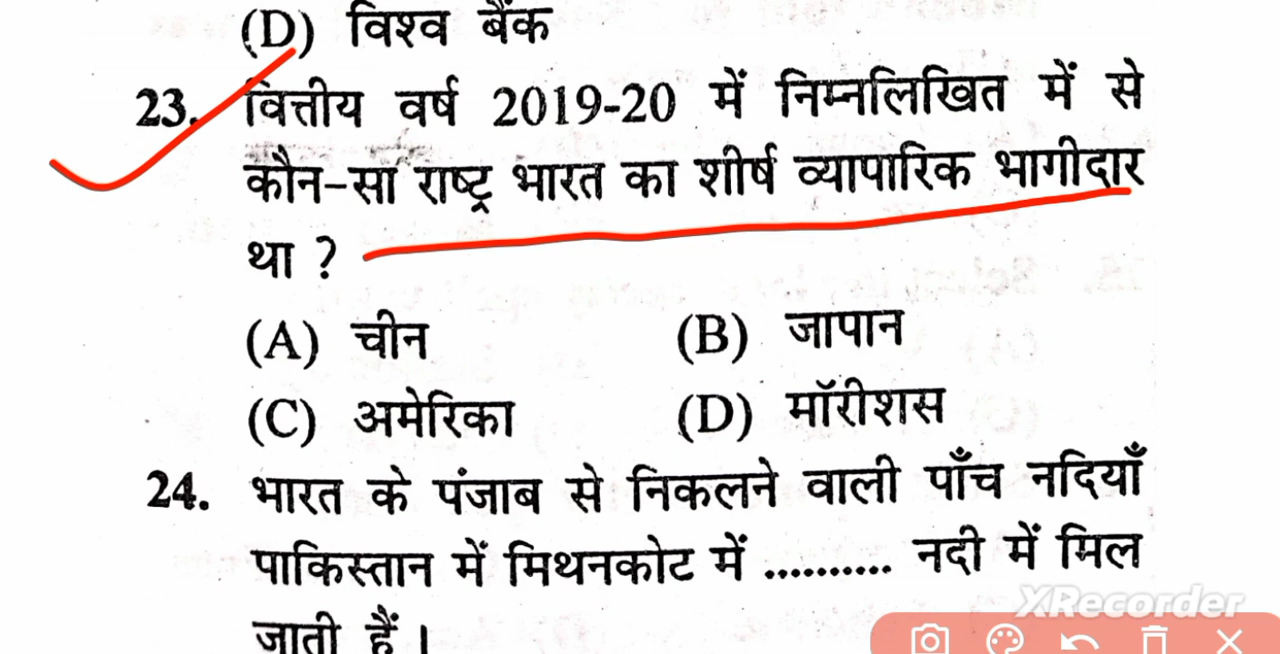 (D) विश्व बैंक
23. वित्तीय वर्ष 2019-20 में निम्नलिखित में से
कौन-सा राष्ट्र भारत का शीर्ष व्यापारिक भागीदार
था ?
(A) चीन (B) जापान
(C) अमेरिका (D) मॉरीशस
24. भारत के पंजाब से निकलने वाली पाँच नदियाँ
पाकिस्तान में मिथनकोट में .......... नदी में मिल
जाती हैं।
XRecorder